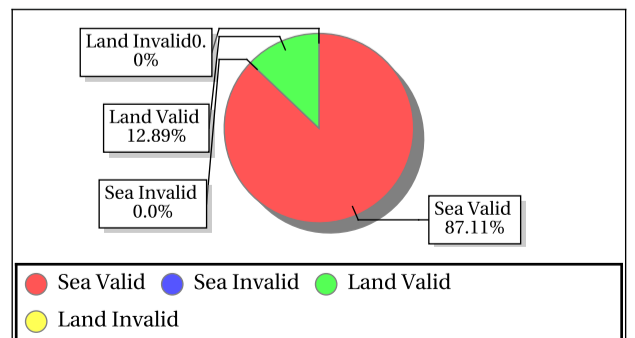 Land Invalid0.
0%
Land Valid
12.89%
Sea Invalid
0.0%
Sea Valid
87.11%
Sea Valid Sea Invalid Land Valid
Land Invalid